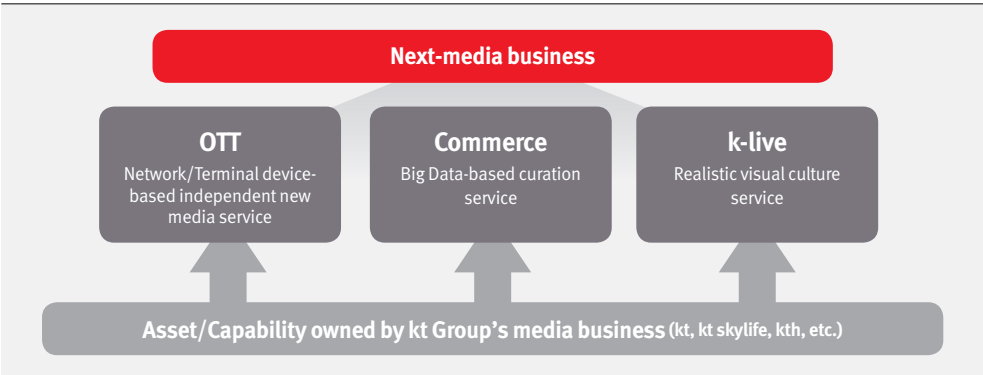 Next-media business
OTT
Network/Terminal device-
based independent new
media service
Commerce
Big Data-based curation
service
k-live
Realistic visual culture
service
Asset/Capability owned by kt Group’s media business (kt, kt skylife, kth, etc.)